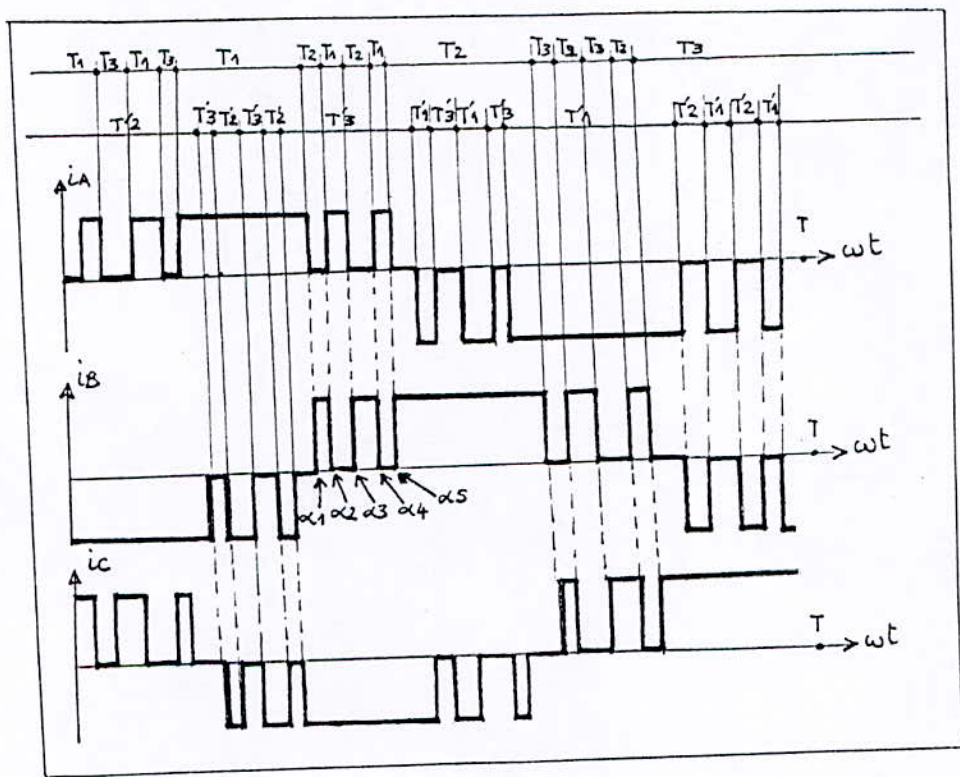 T1 T3 T1 T3 T1 T2 T1 T2 T1 T2 T3 T2 T3 T2 T3
T'2 T'3 T'2 T'3 T'2 T'3 T'1 T'3 T'1 T'3 T'1 T'2 T'1 T'2 T'1
iA
T
ωt
iB
T
ωt
α1 α2 α3 α4 α5
iC
T
ωt